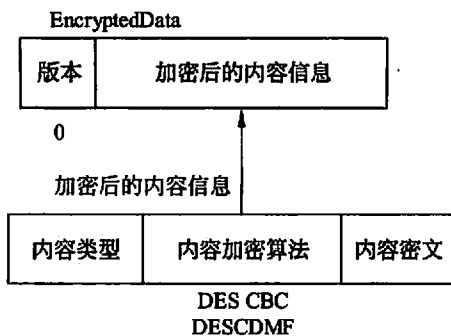 EncryptedData
版本 加密后的内容信息
0
加密后的内容信息
内容类型 内容加密算法 内容密文
DES CBC
DESCDMF